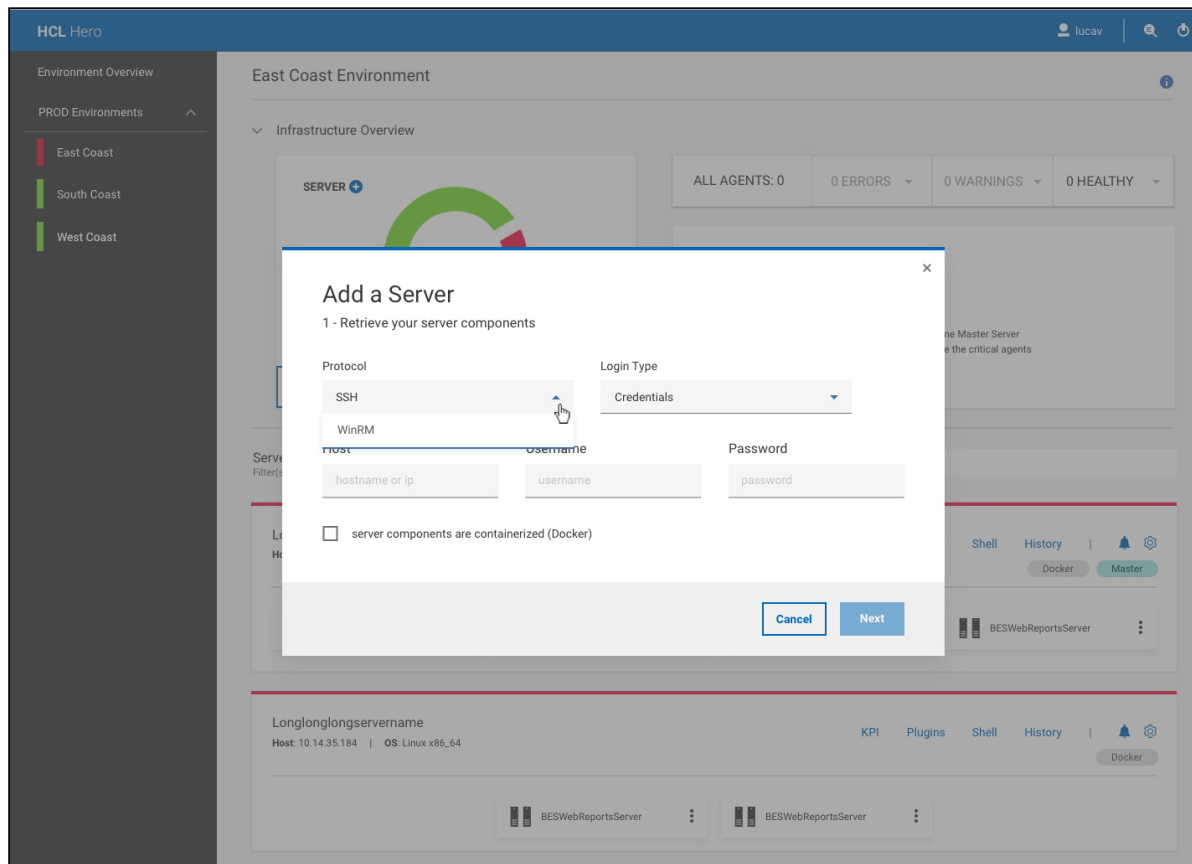 HCL Hero
lucav
Environment Overview
PROD Environments
East Coast
South Coast
West Coast
East Coast Environment
Infrastructure Overview
SERVER
ALL AGENTS: 0
0 ERRORS
0 WARNINGS
0 HEALTHY
Master Server
the critical agents
Add a Server
1 - Retrieve your server components
Protocol
Login Type
SSH
Credentials
WinRM
Host
Username
Password
hostname or ip
username
password
server components are containerized (Docker)
Cancel
Next
Shell
History
|
Docker
Master
BESWebReportsServer
Longlonglongservername
Host: 10.14.35.184 | OS: Linux x86_64
KPI
Plugins
Shell
History
|
Docker
BESWebReportsServer
BESWebReportsServer